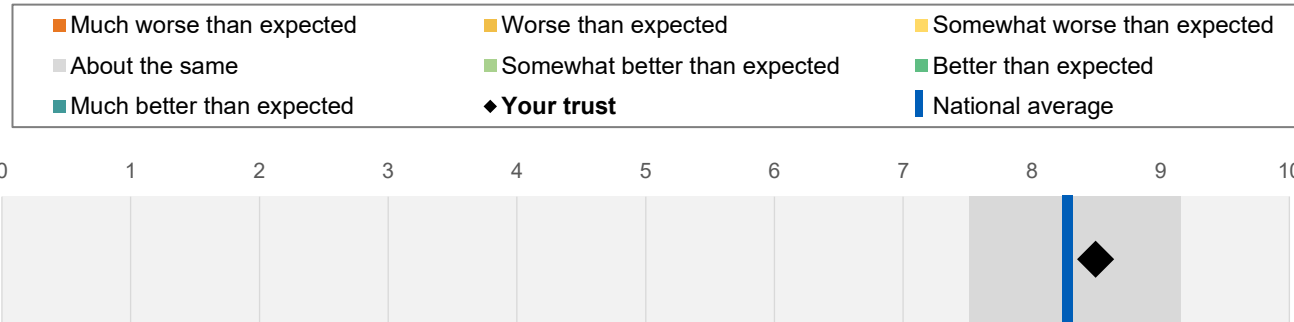 Much worse than expected Worse than expected Somewhat worse than expected
About the same Somewhat better than expected Better than expected
Much better than expected Your trust National average
0 1 2 3 4 5 6 7 8 9 10